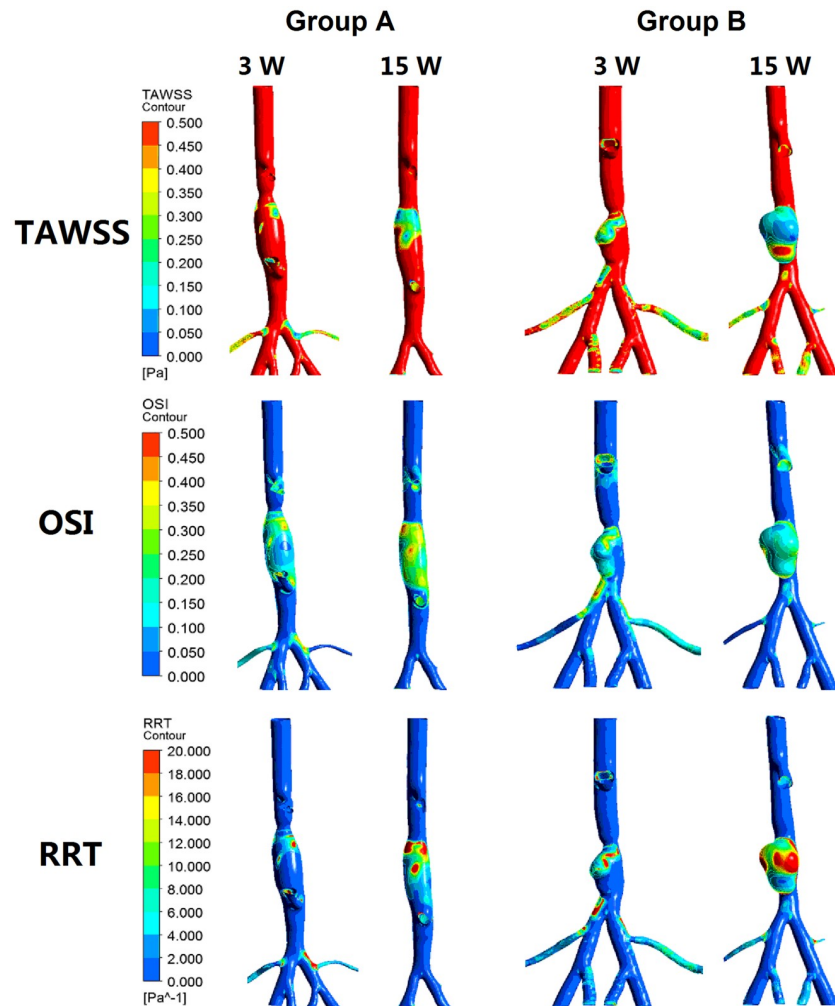 Group A Group B
3 W 15 W 3 W 15 W
TAWSS
Contour
0.500
0.450
0.400
0.350
0.300
0.250
0.200
0.150
0.100
0.050
0.000
[Pa]
TAWSS
OSI
Contour
0.500
0.450
0.400
0.350
0.300
0.250
0.200
0.150
0.100
0.050
0.000
OSI
RRT
Contour
20.000
18.000
16.000
14.000
12.000
10.000
8.000
6.000
4.000
2.000
0.000
[Pa^-1]
RRT